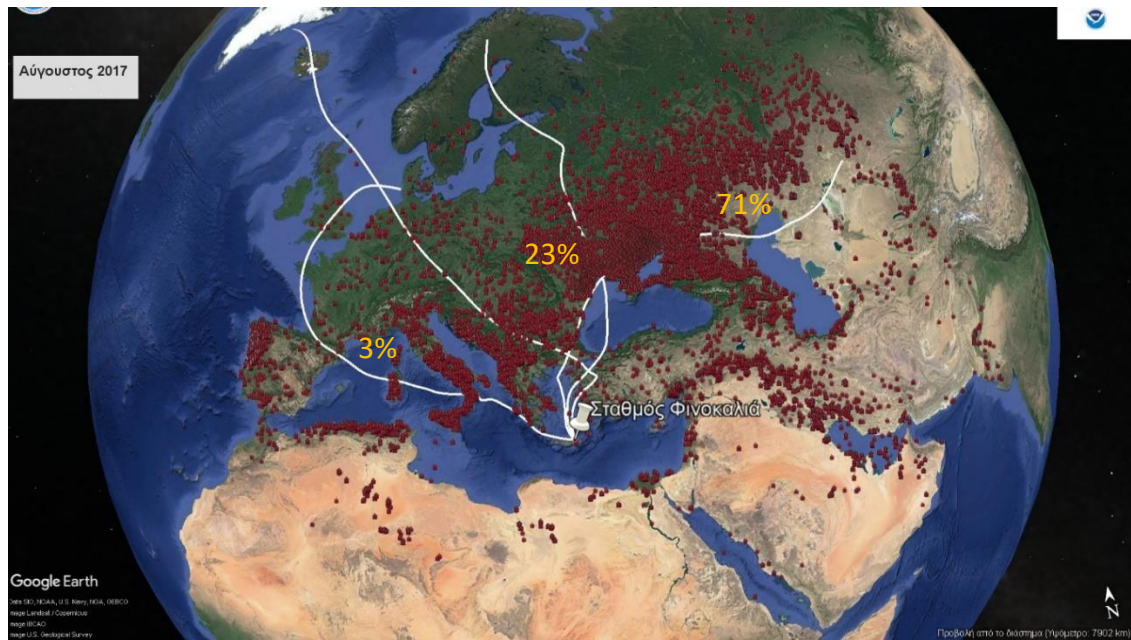 Αύγουστος 2017
71%
23%
3%
Σταθμός Φινοκαλιά
Google Earth
Data SIO, NOAA, U.S. Navy, NGA, GEBCO
Image Landsat / Copernicus
Image IBCAO
Image U.S. Geological Survey
N
Προβολή από το διάστημα (Υψόμετρο: 7902 km)